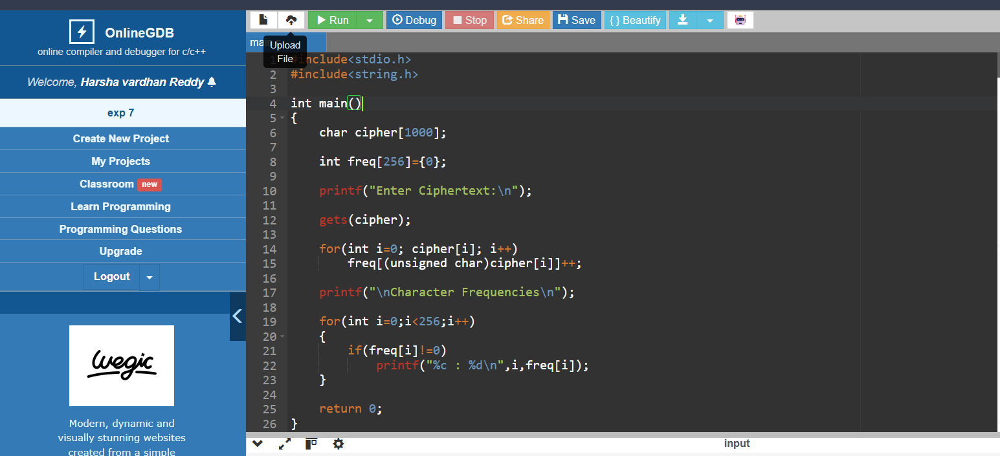 OnlineGDB
online compiler and debugger for c/c++
Welcome, Harsha vardhan Reddy
exp 7
Create New Project
My Projects
Classroom new
Learn Programming
Programming Questions
Upgrade
Logout
wegic
Modern, dynamic and
visually stunning websites
created from a simple
Run Debug Stop Share Save { } Beautify
Upload
File
1 #include<stdio.h>
2 #include<string.h>
3
4 int main()
5 {
6 char cipher[1000];
7
8 int freq[256]={0};
9
10 printf("Enter Ciphertext:\n");
11
12 gets(cipher);
13
14 for(int i=0; cipher[i]; i++)
15 freq[(unsigned char)cipher[i]]++;
16
17 printf("\nCharacter Frequencies\n");
18
19 for(int i=0;i<256;i++)
20 {
21 if(freq[i]!=0)
22 printf("%c : %d\n",i,freq[i]);
23 }
24
25 return 0;
26 }
input